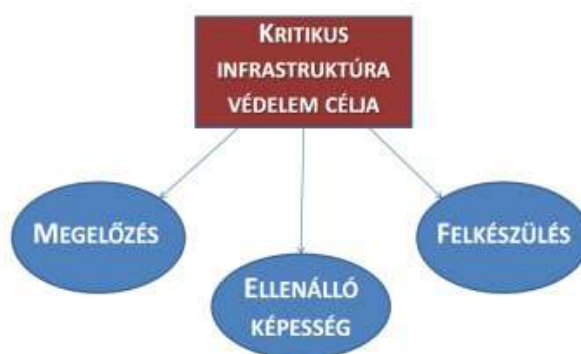 KRITIKUS
INFRASTRUKTÚRA
VÉDELEM CÉLJA
MEGELŐZÉS
FELKÉSZÜLÉS
ELLENÁLLÓ
KÉPESSÉG